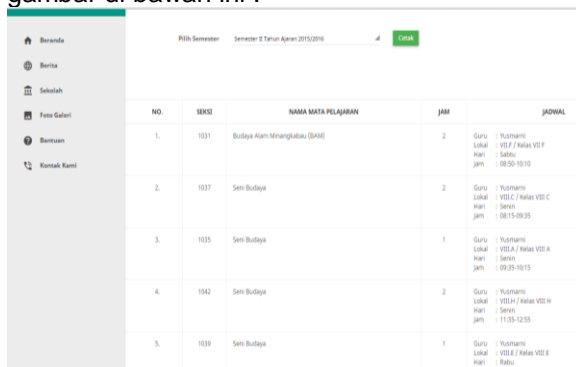 gambar di bawah ini :
Beranda
Berita
Sekolah
Foto Galeri
Bantuan
Kontak Kami
Pilih Semester Semester II Tahun Ajaran 2015/2016 Cetak
NO. SEKSI NAMA MATA PELAJARAN JAM JADWAL
1. 1031 Budaya Alam Minangkabau (BAM) 2 Guru : Yusmarni
Lokal : VII.F / Kelas VII F
Hari : Sabtu
Jam : 08:50-10:10
2. 1037 Seni Budaya 2 Guru : Yusmarni
Lokal : VIII.C / Kelas VIII C
Hari : Senin
Jam : 08:15-09:35
3. 1035 Seni Budaya 1 Guru : Yusmarni
Lokal : VIII.A / Kelas VIII A
Hari : Senin
Jam : 09:35-10:15
4. 1042 Seni Budaya 2 Guru : Yusmarni
Lokal : VIII.H / Kelas VIII H
Hari : Senin
Jam : 11:35-12:55
5. 1039 Seni Budaya 1 Guru : Yusmarni
Lokal : VIII.E / Kelas VIII E
Hari : Rabu